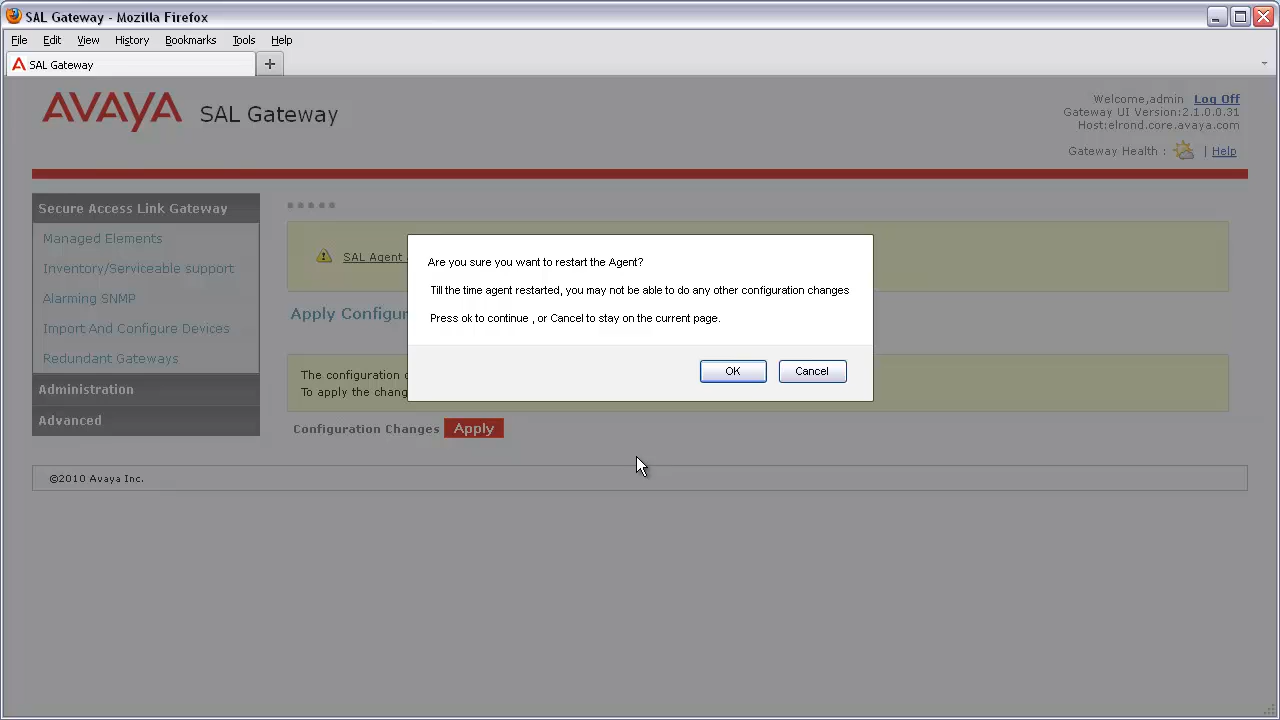 SAL Gateway - Mozilla Firefox
File Edit View History Bookmarks Tools Help
SAL Gateway
AVAYA SAL Gateway
Welcome,admin Log Off
Gateway UI Version:2.1.0.0.31
Host:elrond.core.avaya.com
Gateway Health : | Help
Secure Access Link Gateway
Managed Elements
Inventory/Serviceable support
Alarming SNMP
Import And Configure Devices
Redundant Gateways
Administration
Advanced
SAL Agent
Apply Configur
The configuration
To apply the chang
Configuration Changes Apply
Are you sure you want to restart the Agent?
Till the time agent restarted, you may not be able to do any other configuration changes
Press ok to continue , or Cancel to stay on the current page.
OK Cancel
©2010 Avaya Inc.